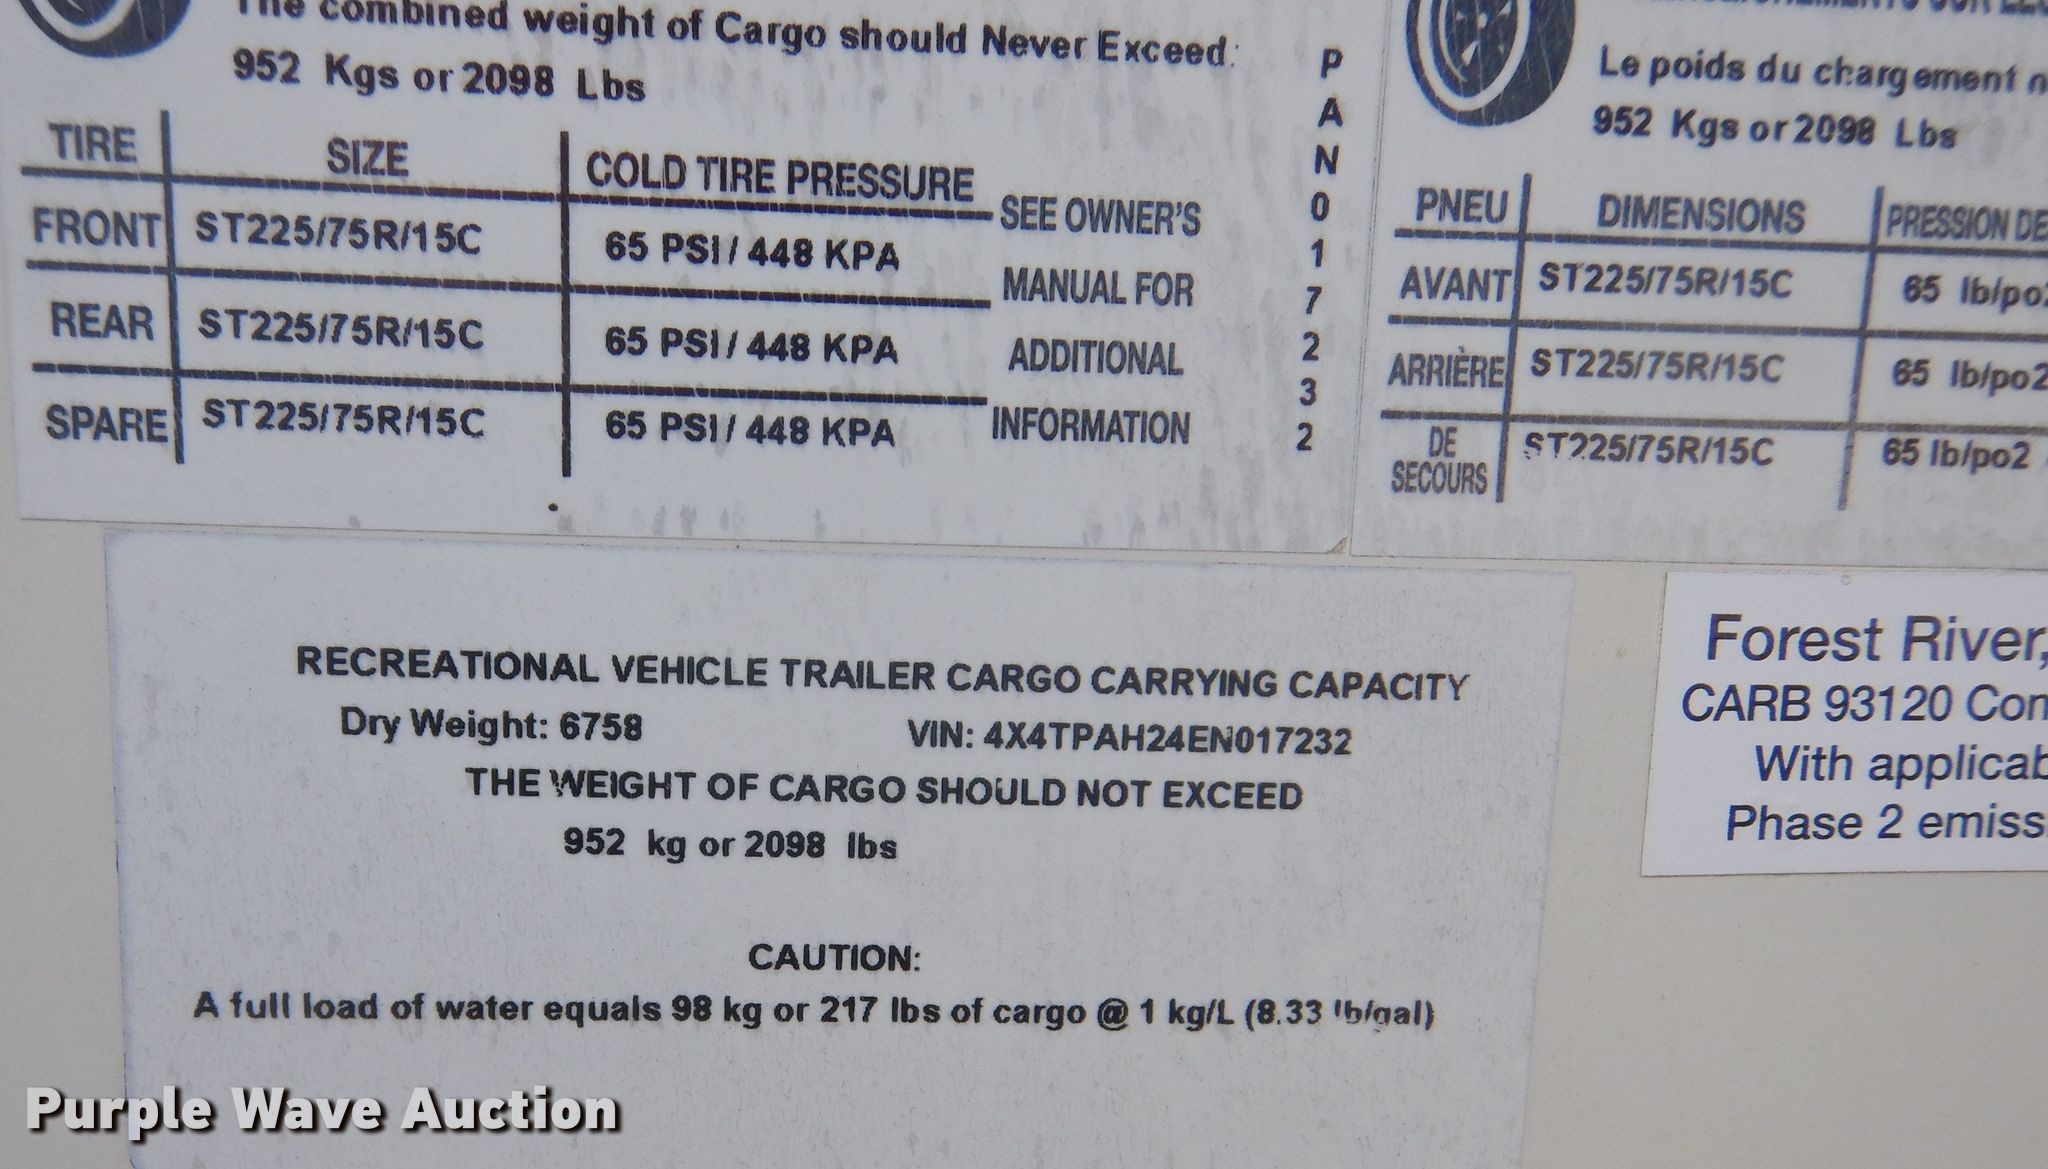 The combined weight of Cargo should Never Exceed:
952 Kgs or 2098 Lbs
TIRE SIZE COLD TIRE PRESSURE
FRONT ST225/75R/15C 65 PSI / 448 KPA
REAR ST225/75R/15C 65 PSI / 448 KPA
SPARE ST225/75R/15C 65 PSI / 448 KPA
SEE OWNER'S
MANUAL FOR
ADDITIONAL
INFORMATION
PAN017232
Le poids du chargement n
952 Kgs or 2098 Lbs
PNEU DIMENSIONS PRESSION DE
AVANT ST225/75R/15C 65 lb/po2
ARRIÈRE ST225/75R/15C 65 lb/po2
DE SECOURS ST225/75R/15C 65 lb/po2
RECREATIONAL VEHICLE TRAILER CARGO CARRYING CAPACITY
Dry Weight: 6758 VIN: 4X4TPAH24EN017232
THE WEIGHT OF CARGO SHOULD NOT EXCEED
952 kg or 2098 lbs
CAUTION:
A full load of water equals 98 kg or 217 lbs of cargo @ 1 kg/L (8.33 lb/gal)
Forest River,
CARB 93120 Com
With applicab
Phase 2 emiss
Purple Wave Auction